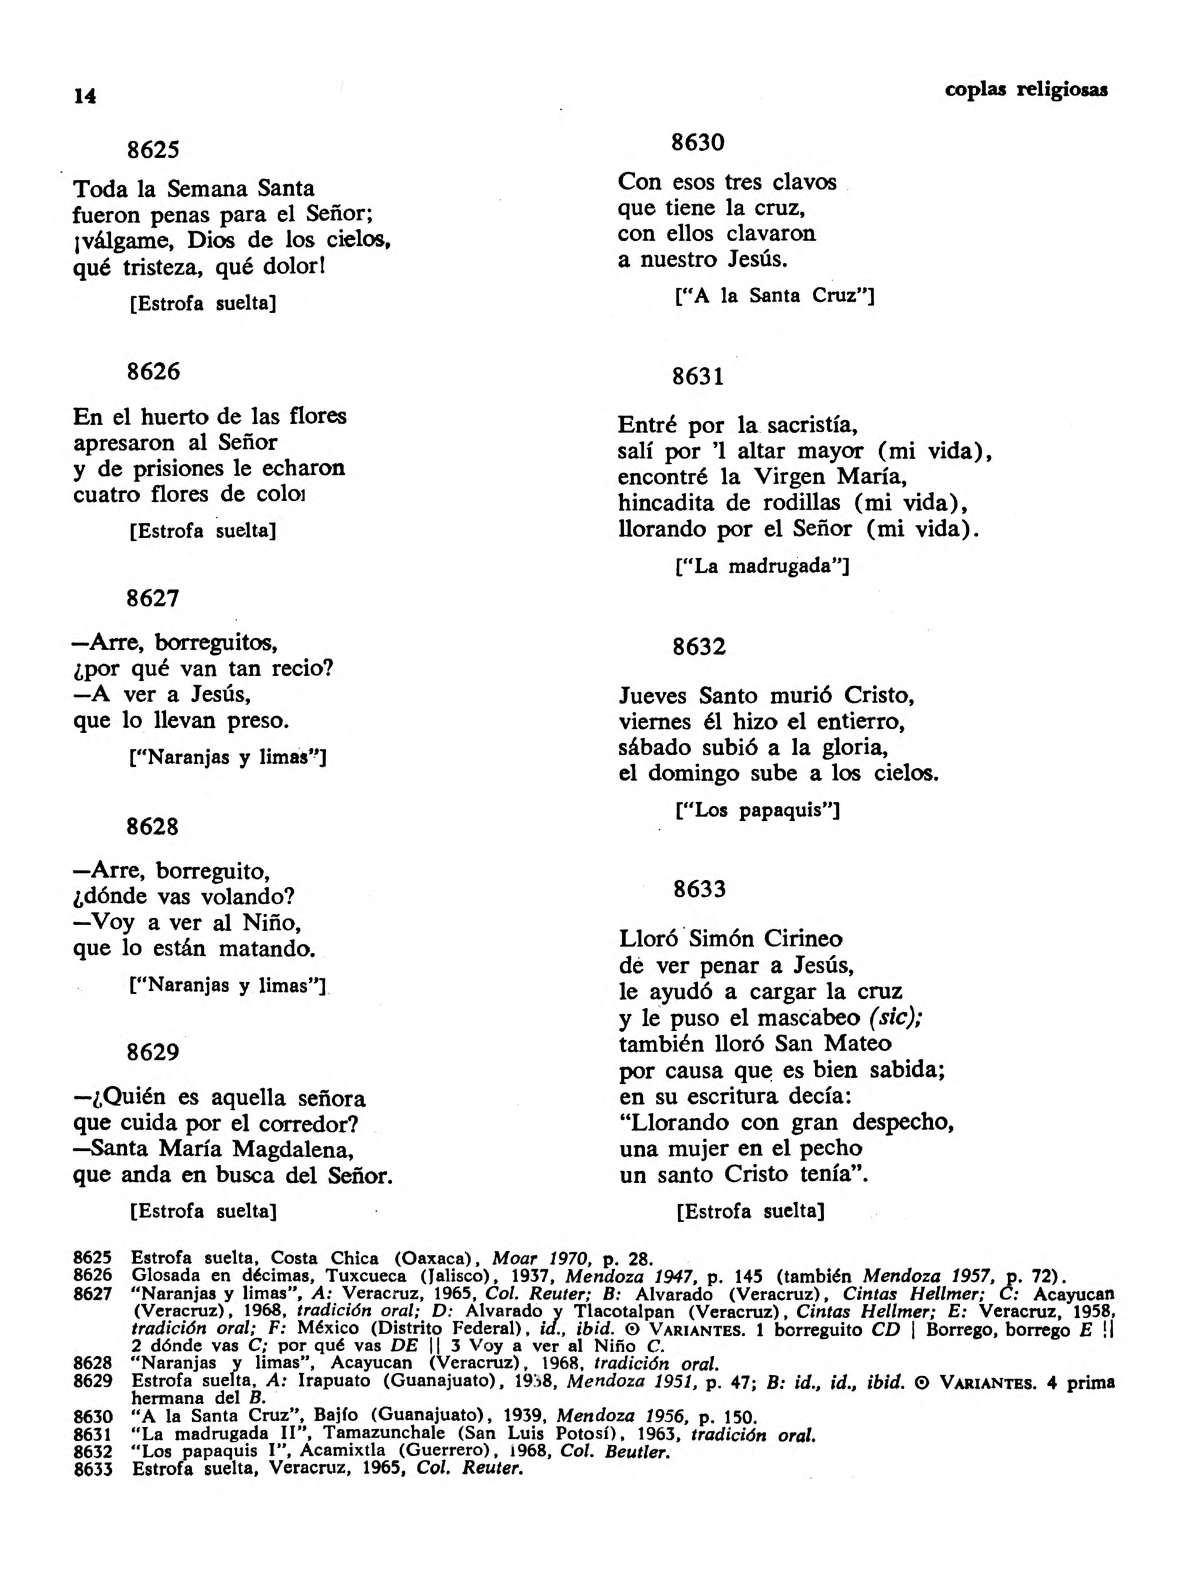 14
coplas religiosas
8625
Toda la Semana Santa
fueron penas para el Señor;
¡válgame, Dios de los cielos,
qué tristeza, qué dolor!
[Estrofa suelta]
8626
En el huerto de las flores
apresaron al Señor
y de prisiones le echaron
cuatro flores de color
[Estrofa suelta]
8627
—Arre, borreguitos,
¿por qué van tan recio?
—A ver a Jesús,
que lo llevan preso.
[“Naranjas y limas”]
8628
—Arre, borreguito,
¿dónde vas volando?
—Voy a ver al Niño,
que lo están matando.
[“Naranjas y limas”]
8629
—¿Quién es aquella señora
que cuida por el corredor?
—Santa María Magdalena,
que anda en busca del Señor.
[Estrofa suelta]
8630
Con esos tres clavos
que tiene la cruz,
con ellos clavaron
a nuestro Jesús.
[“A la Santa Cruz”]
8631
Entré por la sacristía,
salí por ’l altar mayor (mi vida),
encontré la Virgen María,
hincadita de rodillas (mi vida),
llorando por el Señor (mi vida).
[“La madrugada”]
8632
Jueves Santo murió Cristo,
viernes él hizo el entierro,
sábado subió a la gloria,
el domingo sube a los cielos.
[“Los papaquis”]
8633
Lloró Simón Cirineo
de ver penar a Jesús,
le ayudó a cargar la cruz
y le puso el mascabeo (sic);
también lloró San Mateo
por causa que es bien sabida;
en su escritura decía:
“Llorando con gran despecho,
una mujer en el pecho
un santo Cristo tenía”.
[Estrofa suelta]
8625 Estrofa suelta, Costa Chica (Oaxaca), Moar 1970, p. 28.
8626 Glosada en décimas, Tuxcueca (Jalisco), 1937, Mendoza 1947, p. 145 (también Mendoza 1957, p. 72).
8627 “Naranjas y limas”, A: Veracruz, 1965, Col. Reuter; B: Alvarado (Veracruz), Cintas Hellmer; C: Acayucan
(Veracruz), 1968, tradición oral; D: Alvarado y Tlacotalpan (Veracruz), Cintas Hellmer; E: Veracruz, 1958,
tradición oral; F: México (Distrito Federal), id., ibid. ⊙ VARIANTES. 1 borreguito CD | Borrego, borrego E ||
2 dónde vas C; por qué vas DE || 3 Voy a ver al Niño C.
8628 “Naranjas y limas”, Acayucan (Veracruz), 1968, tradición oral.
8629 Estrofa suelta, A: Irapuato (Guanajuato), 1958, Mendoza 1951, p. 47; B: id., id., ibid. ⊙ VARIANTES. 4 prima
hermana del B.
8630 “A la Santa Cruz”, Bajío (Guanajuato), 1939, Mendoza 1956, p. 150.
8631 “La madrugada II”, Tamazunchale (San Luis Potosí), 1963, tradición oral.
8632 “Los papaquis I”, Acamixtla (Guerrero), 1968, Col. Beutler.
8633 Estrofa suelta, Veracruz, 1965, Col. Reuter.